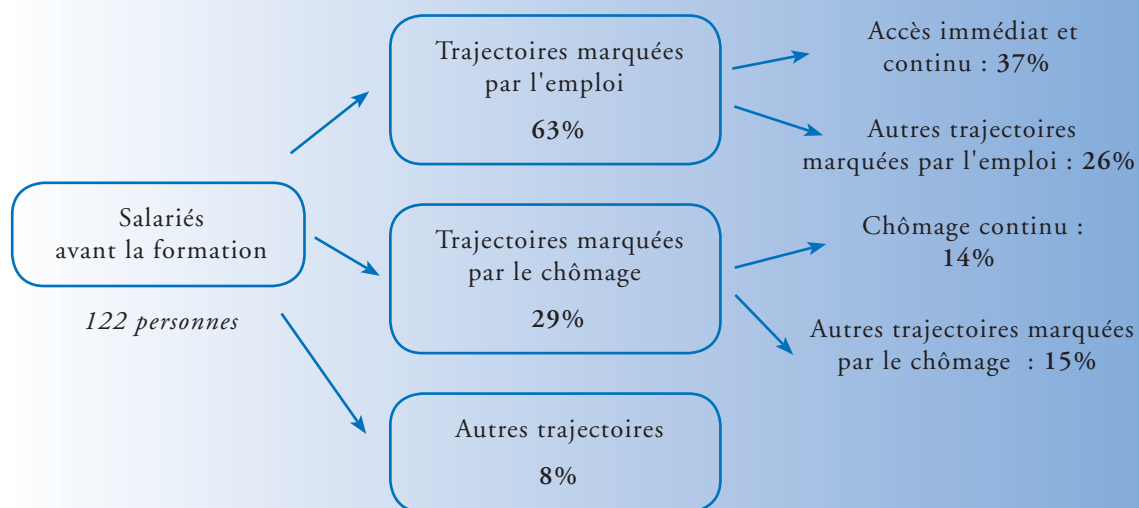 Salariés
avant la formation
122 personnes
Trajectoires marquées
par l'emploi
63%
Accès immédiat et
continu : 37%
Autres trajectoires
marquées par l'emploi : 26%
Trajectoires marquées
par le chômage
29%
Chômage continu :
14%
Autres trajectoires marquées
par le chômage : 15%
Autres trajectoires
8%